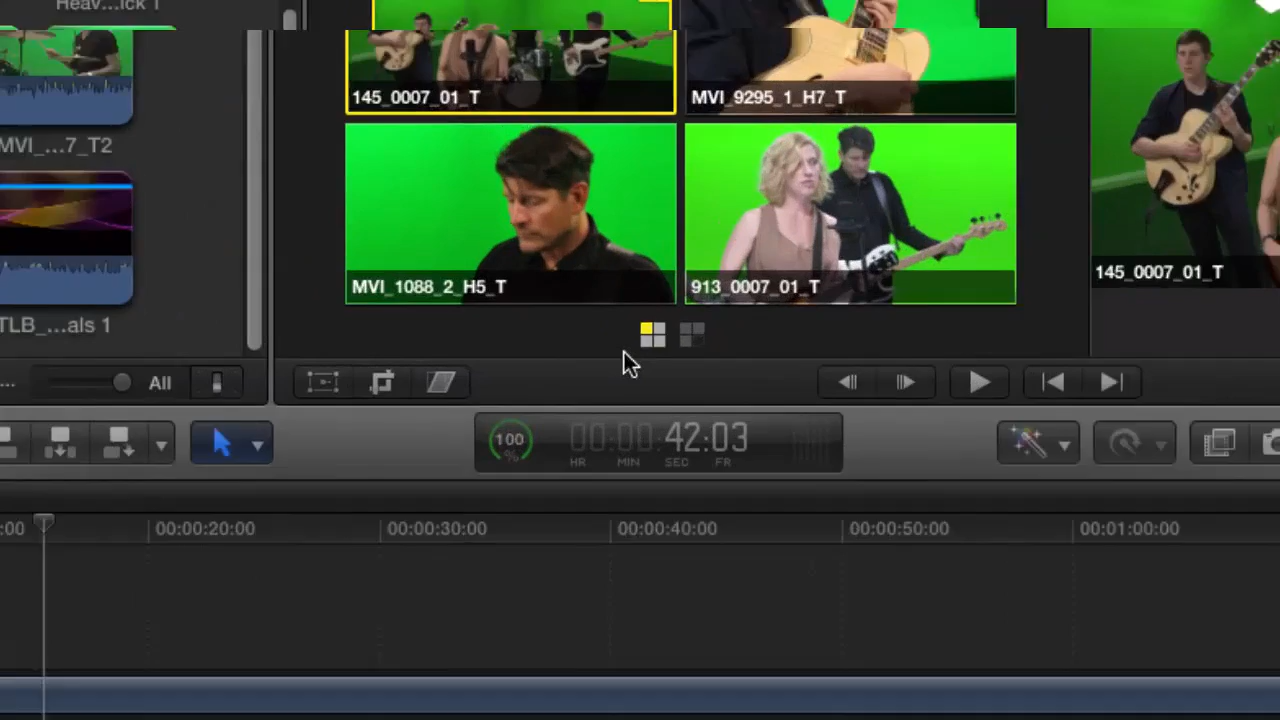 Heav...ick 1
145_0007_01_T
MVI_9295_1_H7_T
MVI_...7_T2
145_0007_01_T
MVI_1088_2_H5_T
913_0007_01_T
TLB_...als 1
... All
100
%
00:00:42:03
HR MIN SEC FR
:00 00:00:20:00 00:00:30:00 00:00:40:00 00:00:50:00 00:01:00:00